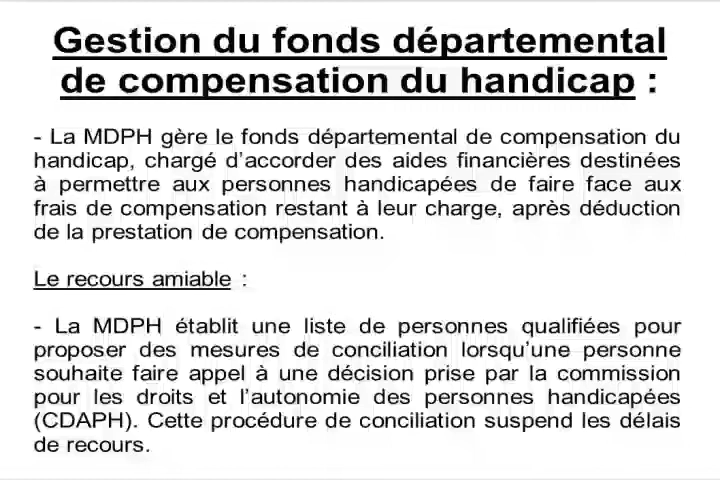 Gestion du fonds départemental
de compensation du handicap :
- La MDPH gère le fonds départemental de compensation du
handicap, chargé d’accorder des aides financières destinées
à permettre aux personnes handicapées de faire face aux
frais de compensation restant à leur charge, après déduction
de la prestation de compensation.
Le recours amiable :
- La MDPH établit une liste de personnes qualifiées pour
proposer des mesures de conciliation lorsqu’une personne
souhaite faire appel à une décision prise par la commission
pour les droits et l’autonomie des personnes handicapées
(CDAPH). Cette procédure de conciliation suspend les délais
de recours.